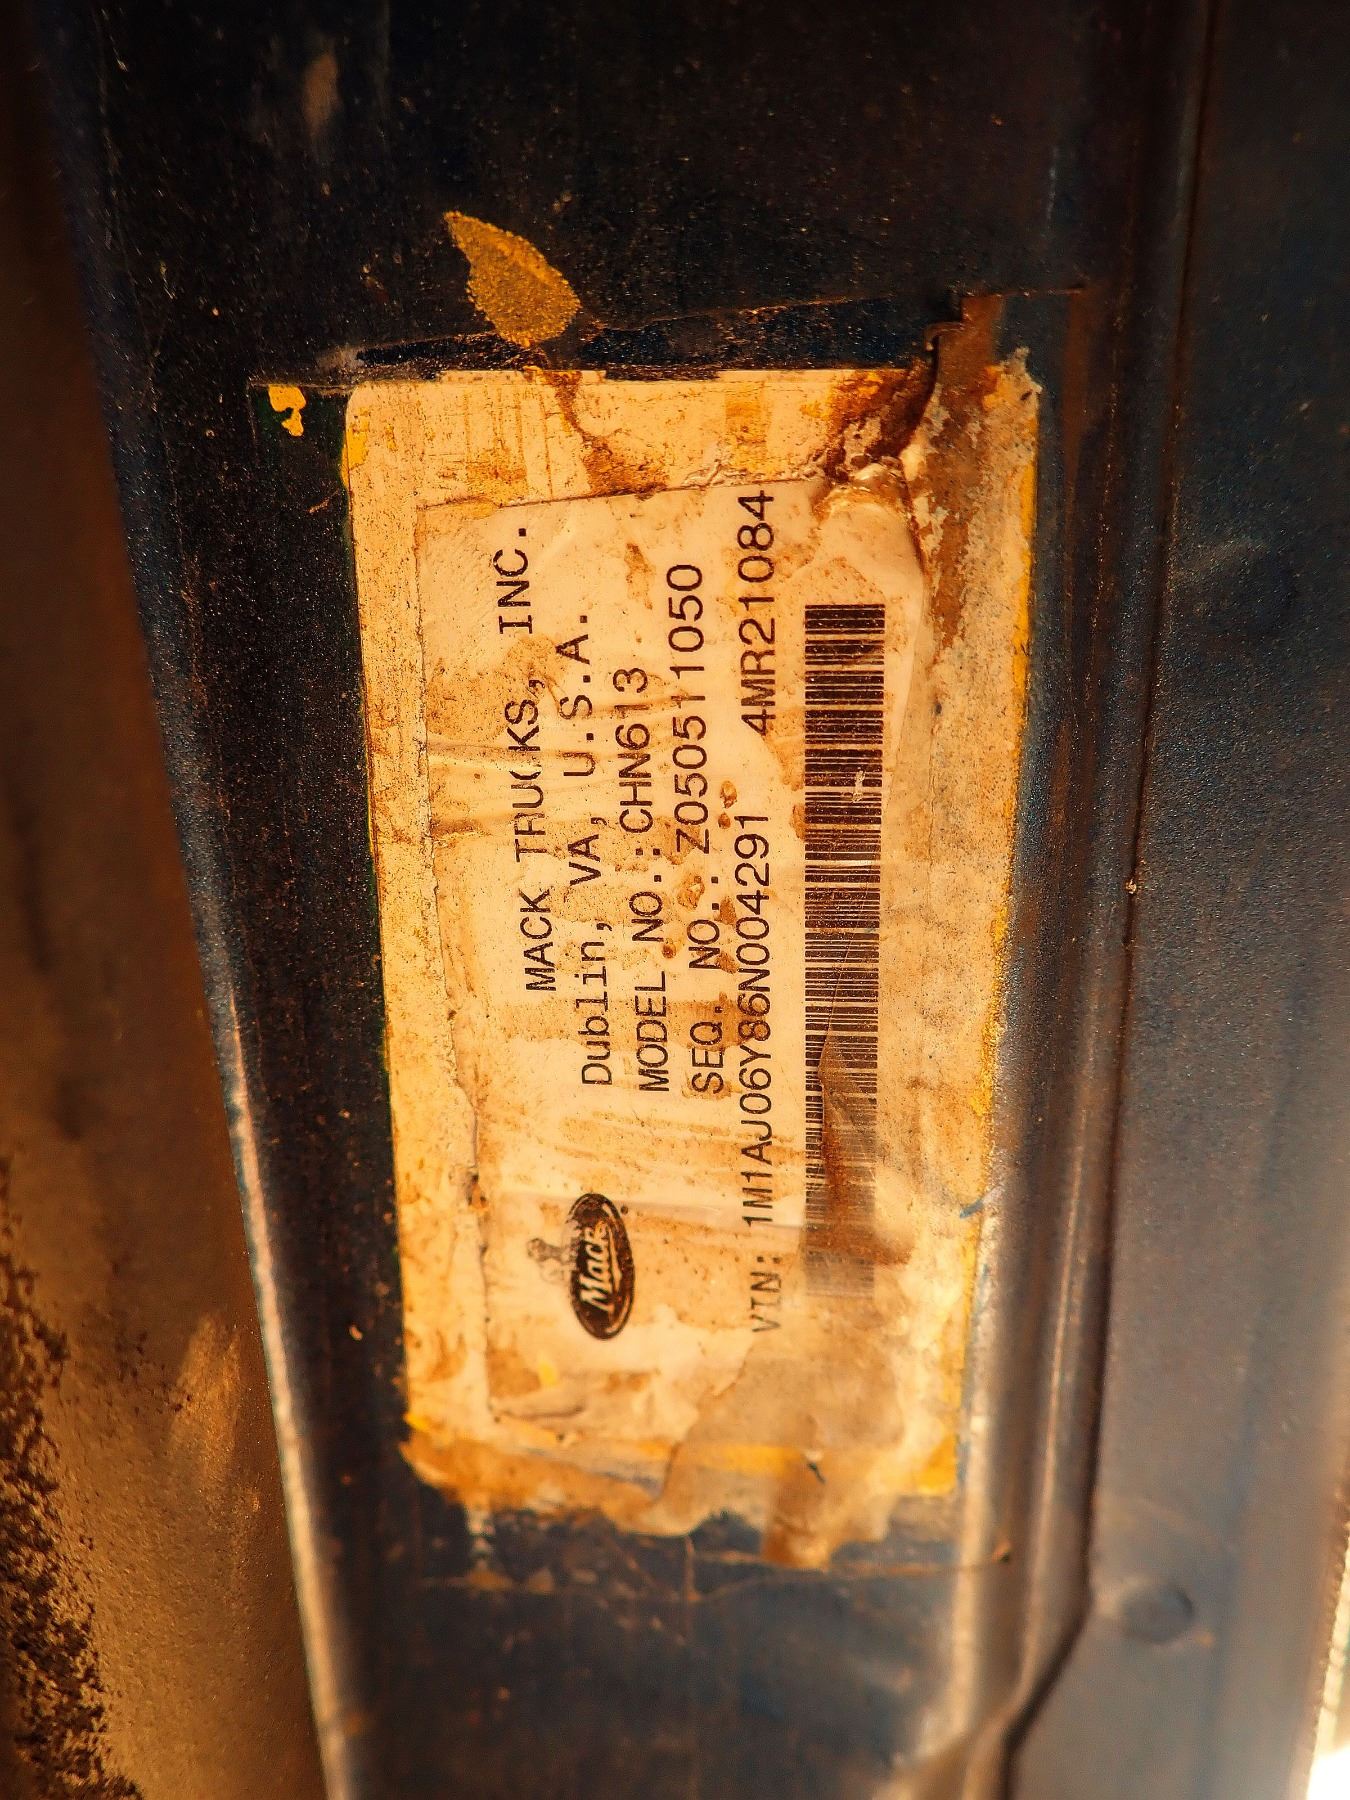 MACK TRUCKS, INC.
Dublin, VA, U.S.A.
MODEL NO.: CHN613
SEQ. NO.: Z050511050
Mack
VIN: 1M1AJ06Y86N004291 4MR21084